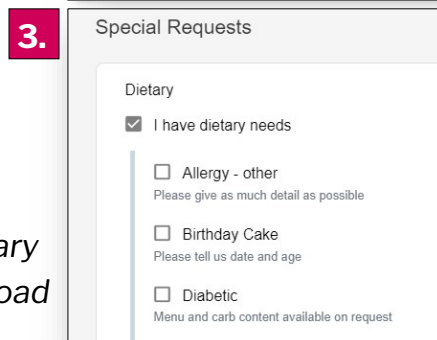 3.
Special Requests
Dietary
I have dietary needs
Allergy - other
Please give as much detail as possible
Birthday Cake
Please tell us date and age
Diabetic
Menu and carb content available on request